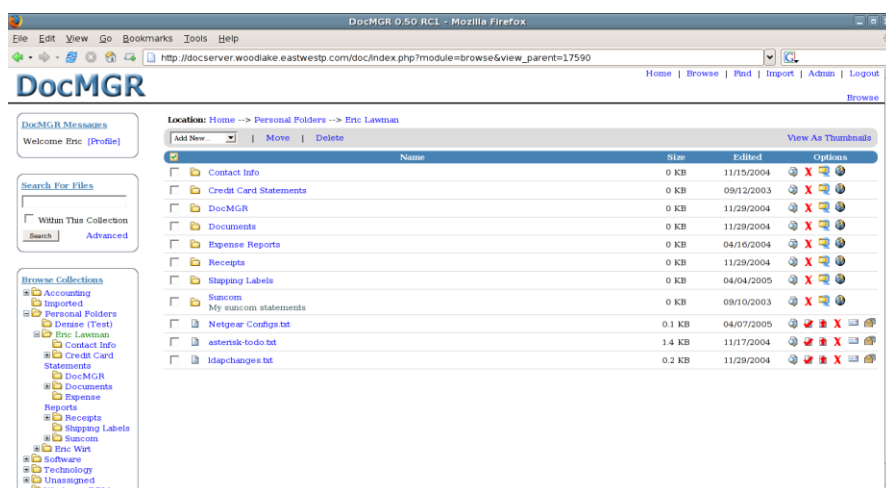 DocMGR 0.50 RC1 - Mozilla Firefox
File Edit View Go Bookmarks Tools Help
http://docserver.woodlake.eastwestp.com/doc/index.php?module=browse&view_parent=17590
DocMGR
Home | Browse | Find | Import | Admin | Logout
Browse
DocMGR Messages
Welcome Eric [Profile]
Search For Files
Within This Collection
Search Advanced
Browse Collections
Accounting
Imported
Personal Folders
Denise (Test)
Eric Lawman
Contact Info
Credit Card
Statements
DocMGR
Documents
Expense
Reports
Receipts
Shipping Labels
Suncom
Eric Wirt
Software
Technology
Unassigned
Location: Home --> Personal Folders --> Eric Lawman
Add New... | Move | Delete View As Thumbnails
Name Size Edited Options
Contact Info 0 KB 11/15/2004
Credit Card Statements 0 KB 09/12/2003
DocMGR 0 KB 11/29/2004
Documents 0 KB 11/29/2004
Expense Reports 0 KB 04/16/2004
Receipts 0 KB 11/29/2004
Shipping Labels 0 KB 04/04/2005
Suncom 0 KB 09/10/2003
My suncom statements
Netgear Configs.txt 0.1 KB 04/07/2005
asterisk-todo.txt 1.4 KB 11/17/2004
ldapchanges.txt 0.2 KB 11/29/2004